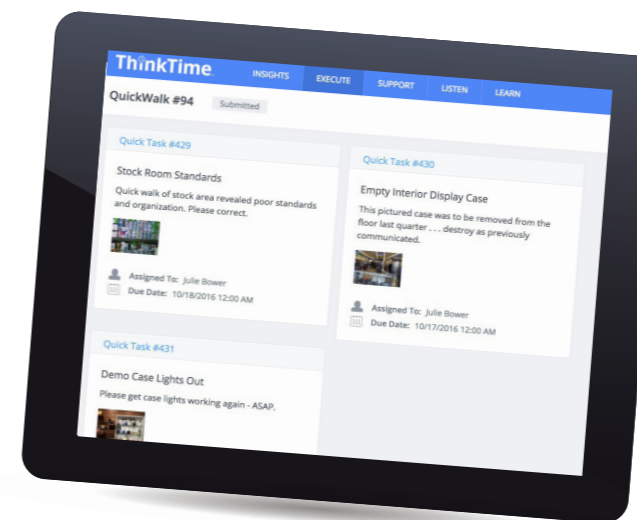 ThinkTime.
INSIGHTS
EXECUTE
SUPPORT
LISTEN
LEARN
QuickWalk #94
Submitted
Quick Task #429
Stock Room Standards
Quick walk of stock area revealed poor standards
and organization. Please correct.
Assigned To: Julie Bower
Due Date: 10/18/2016 12:00 AM
Quick Task #430
Empty Interior Display Case
This pictured case was to be removed from the
floor last quarter . . . destroy as previously
communicated.
Assigned To: Julie Bower
Due Date: 10/17/2016 12:00 AM
Quick Task #431
Demo Case Lights Out
Please get case lights working again - ASAP.